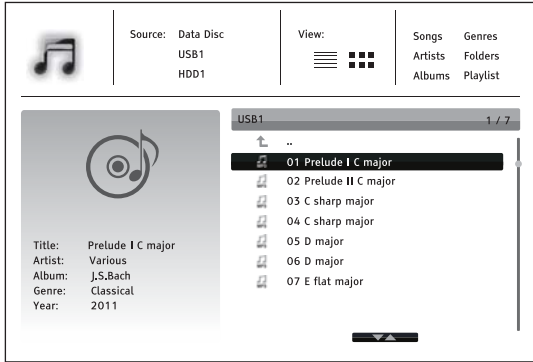 Source: Data Disc
USB1
HDD1
View:
Songs Genres
Artists Folders
Albums Playlist
USB1 1 / 7
..
01 Prelude I C major
02 Prelude II C major
03 C sharp major
04 C sharp major
05 D major
06 D major
07 E flat major
Title: Prelude I C major
Artist: Various
Album: J.S.Bach
Genre: Classical
Year: 2011